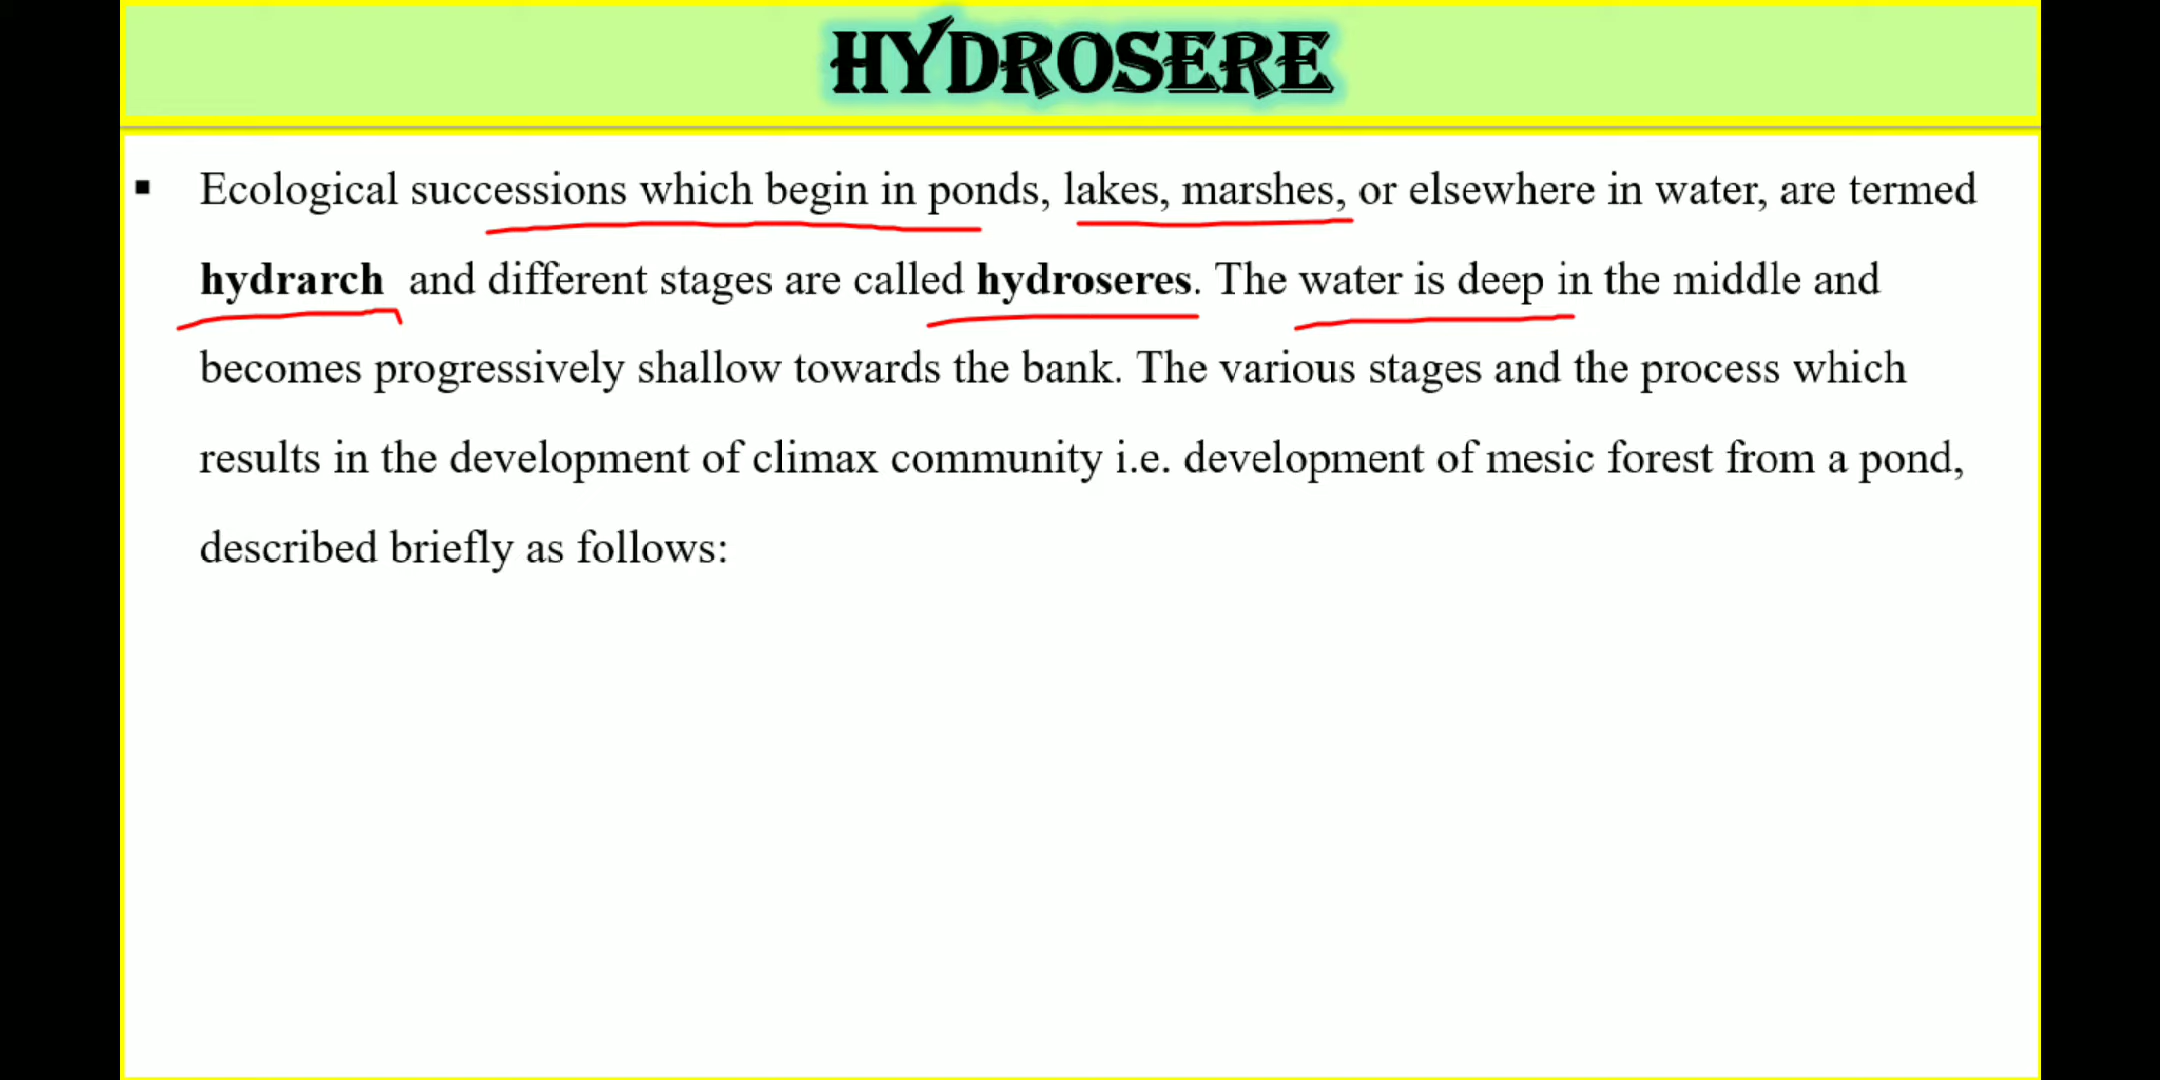 HYDROSERE
▪ Ecological successions which begin in ponds, lakes, marshes, or elsewhere in water, are termed
hydrarch and different stages are called hydroseres. The water is deep in the middle and
becomes progressively shallow towards the bank. The various stages and the process which
results in the development of climax community i.e. development of mesic forest from a pond,
described briefly as follows: